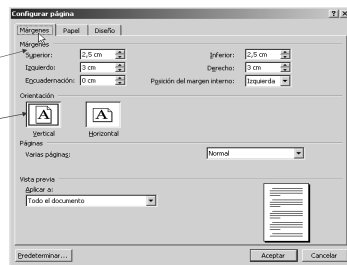 Configurar página
Márgenes Papel Diseño
Márgenes
Superior: 2,5 cm Inferior: 2,5 cm
Izquierdo: 3 cm Derecho: 3 cm
Encuadernación: 0 cm Posición del margen interno: Izquierda
Orientación
A A
Vertical Horizontal
Páginas
Varias páginas: Normal
Vista previa
Aplicar a:
Todo el documento
Predeterminar... Aceptar Cancelar